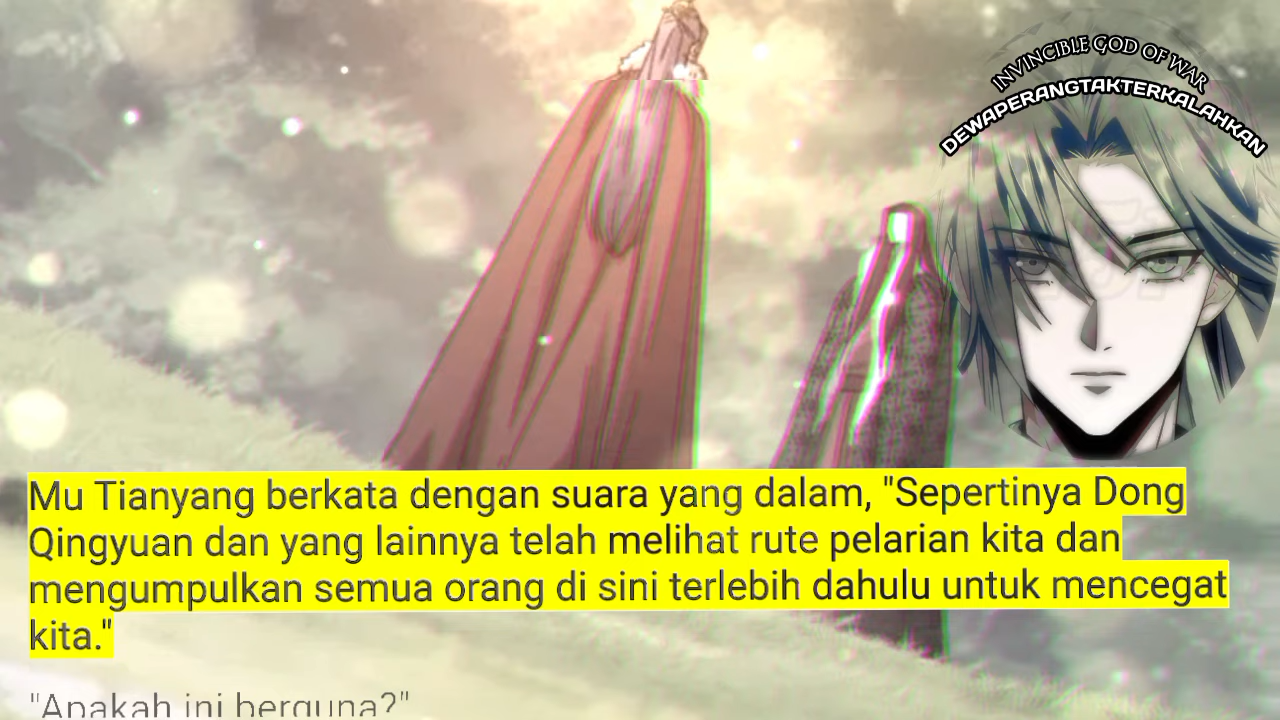 INVINCIBLE GOD OF WAR
DEWAPERANGTAKTERKALAHKAN
Mu Tianyang berkata dengan suara yang dalam, "Sepertinya Dong
Qingyuan dan yang lainnya telah melihat rute pelarian kita dan
mengumpulkan semua orang di sini terlebih dahulu untuk mencegat
kita."
"Apakah ini berguna?"